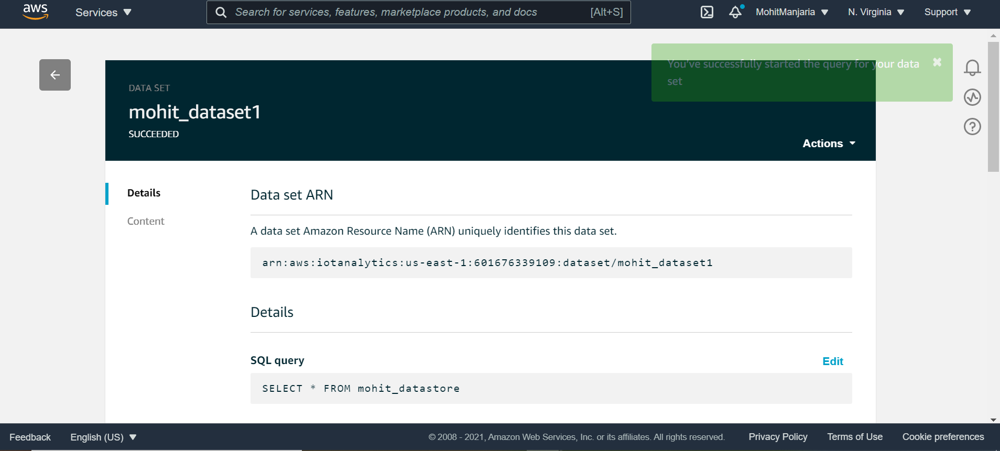 aws
Services
Search for services, features, marketplace products, and docs [Alt+S]
MohitManjaria
N. Virginia
Support
You've successfully started the query for your data
set
DATA SET
mohit_dataset1
SUCCEEDED
Actions
Details
Content
Data set ARN
A data set Amazon Resource Name (ARN) uniquely identifies this data set.
arn:aws:iotanalytics:us-east-1:601676339109:dataset/mohit_dataset1
Details
SQL query
Edit
SELECT * FROM mohit_datastore
Feedback
English (US)
© 2008 - 2021, Amazon Web Services, Inc. or its affiliates. All rights reserved.
Privacy Policy
Terms of Use
Cookie preferences